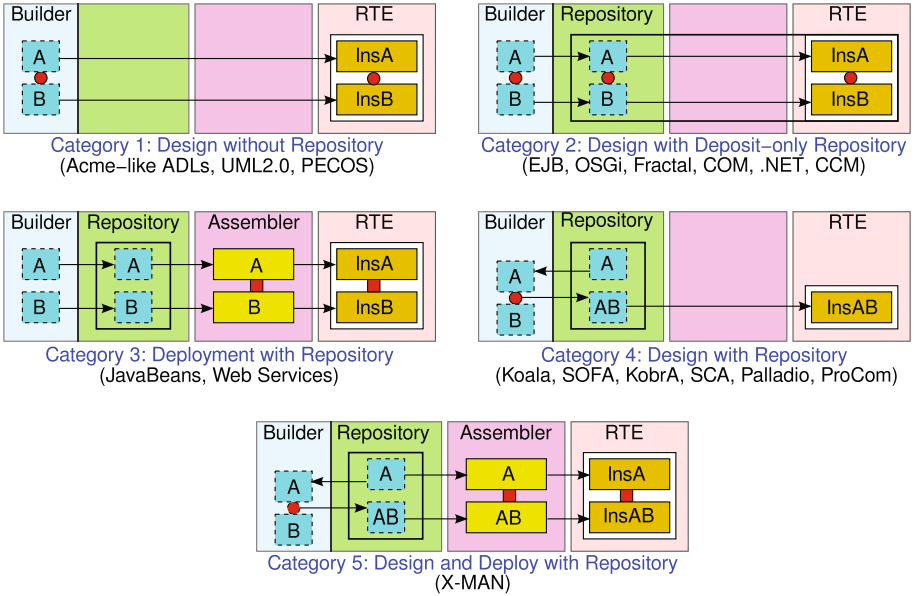 Builder
RTE
A
InsA
B
InsB
Category 1: Design without Repository
(Acme−like ADLs, UML2.0, PECOS)
Builder
Repository
RTE
A
A
InsA
B
B
InsB
Category 2: Design with Deposit−only Repository
(EJB, OSGi, Fractal, COM, .NET, CCM)
Builder
Repository
Assembler
RTE
A
A
A
InsA
B
B
B
InsB
Category 3: Deployment with Repository
(JavaBeans, Web Services)
Builder
Repository
RTE
A
A
B
AB
InsAB
Category 4: Design with Repository
(Koala, SOFA, KobrA, SCA, Palladio, ProCom)
Builder
Repository
Assembler
RTE
A
A
A
InsA
B
AB
AB
InsAB
Category 5: Design and Deploy with Repository
(X-MAN)